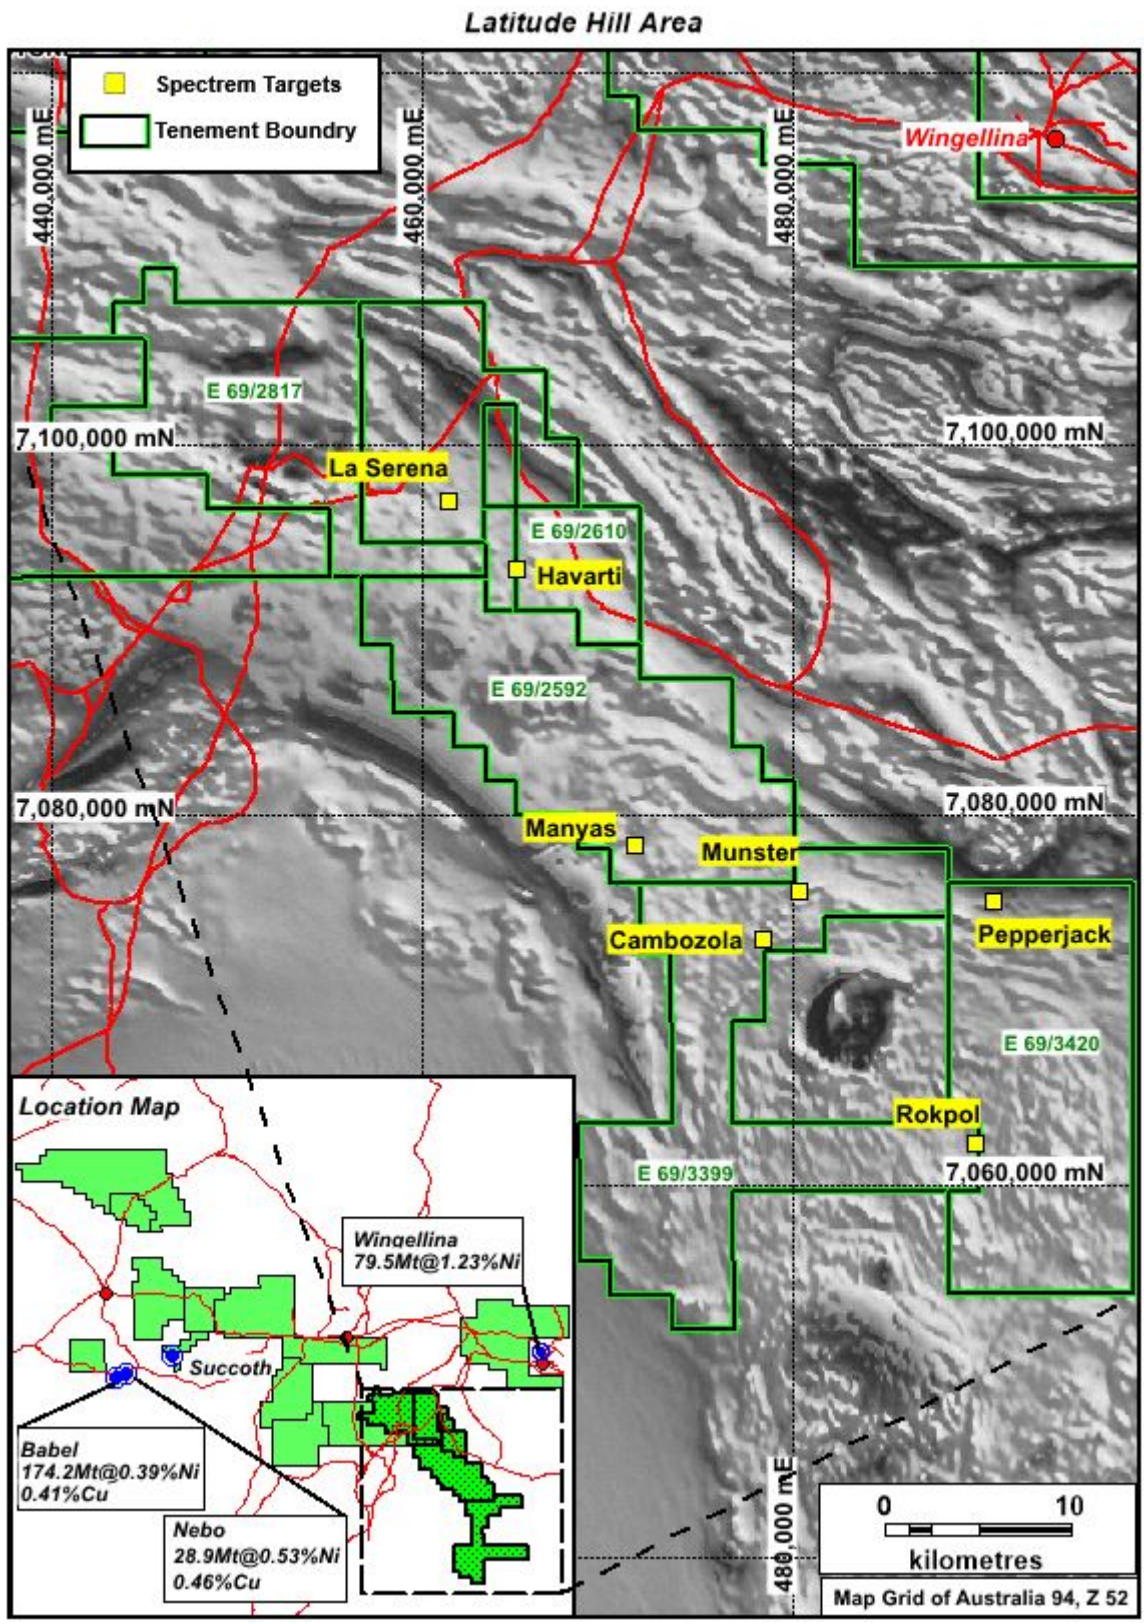 Latitude Hill Area
Spectrem Targets
Tenement Boundry
440,000 mE
460,000 mE
480,000 mE
Wingellina
E 69/2817
7,100,000 mN
7,100,000 mN
La Serena
E 69/2610
Havarti
E 69/2592
7,080,000 mN
7,080,000 mN
Manyas
Munster
Cambozola
Pepperjack
E 69/3420
Rokpol
E 69/3399
7,060,000 mN
Location Map
Wingellina
79.5Mt@1.23%Ni
Succoth
Babel
174.2Mt@0.39%Ni
0.41%Cu
Nebo
28.9Mt@0.53%Ni
0.46%Cu
480,000 mE
0 10
kilometres
Map Grid of Australia 94, Z 52